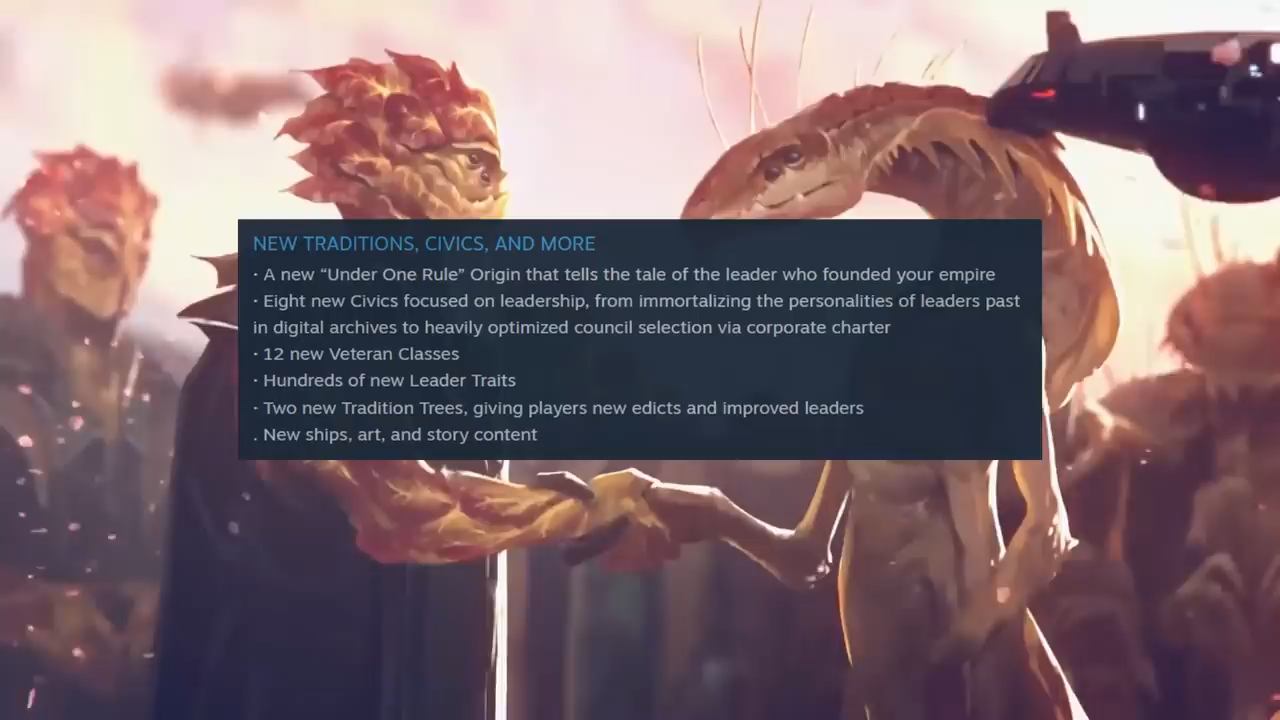 NEW TRADITIONS, CIVICS, AND MORE
· A new “Under One Rule” Origin that tells the tale of the leader who founded your empire
· Eight new Civics focused on leadership, from immortalizing the personalities of leaders past
in digital archives to heavily optimized council selection via corporate charter
· 12 new Veteran Classes
· Hundreds of new Leader Traits
· Two new Tradition Trees, giving players new edicts and improved leaders
. New ships, art, and story content